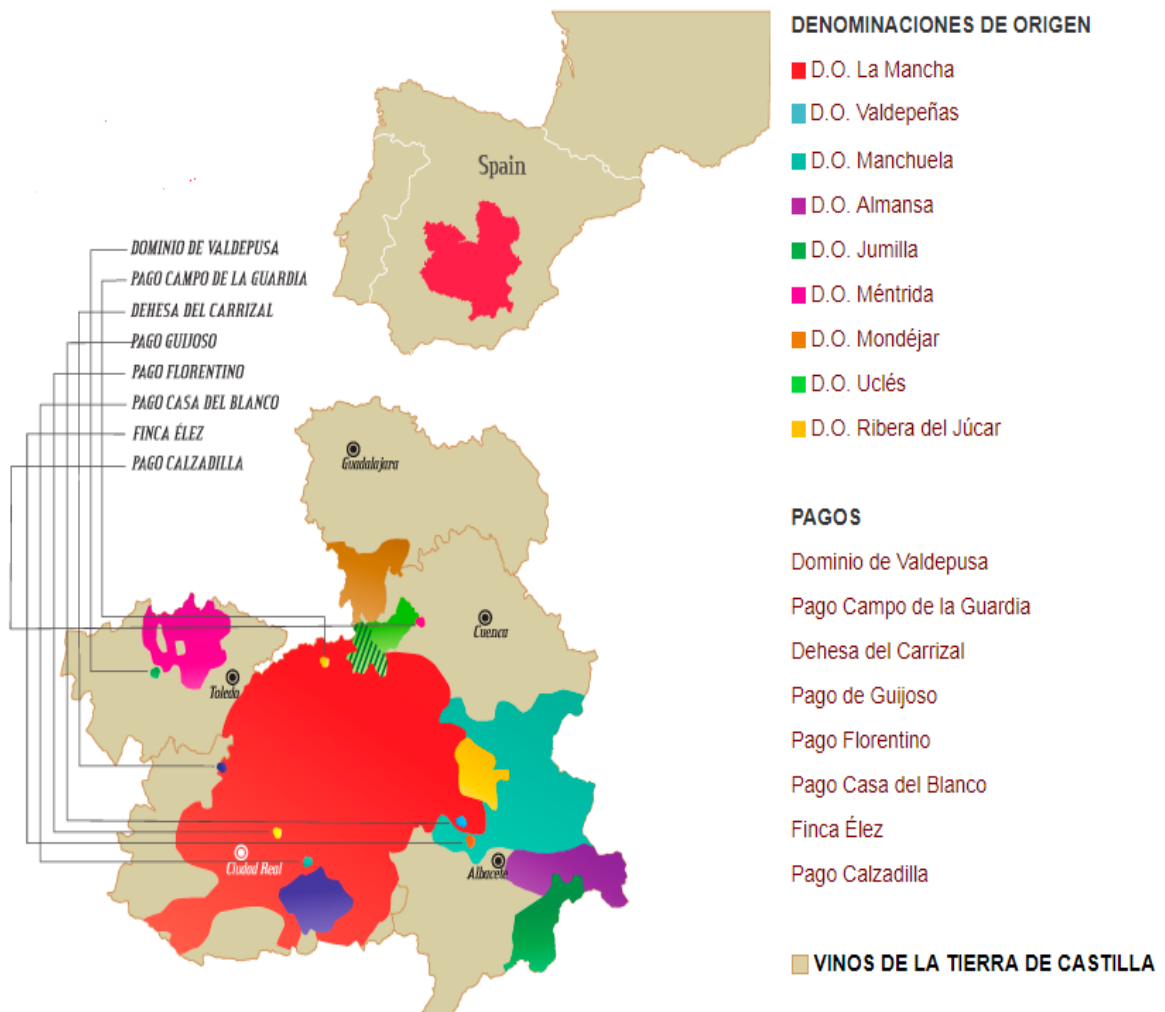 Spain
DOMINIO DE VALDEPUSA
PAGO CAMPO DE LA GUARDIA
DEHESA DEL CARRIZAL
PAGO GUIJOSO
PAGO FLORENTINO
PAGO CASA DEL BLANCO
FINCA ÉLEZ
PAGO CALZADILLA
Guadalajara
Cuenca
Toledo
Ciudad Real
Albacete
DENOMINACIONES DE ORIGEN
D.O. La Mancha
D.O. Valdepeñas
D.O. Manchuela
D.O. Almansa
D.O. Jumilla
D.O. Méntrida
D.O. Mondéjar
D.O. Uclés
D.O. Ribera del Júcar
PAGOS
Dominio de Valdepusa
Pago Campo de la Guardia
Dehesa del Carrizal
Pago de Guijoso
Pago Florentino
Pago Casa del Blanco
Finca Élez
Pago Calzadilla
VINOS DE LA TIERRA DE CASTILLA